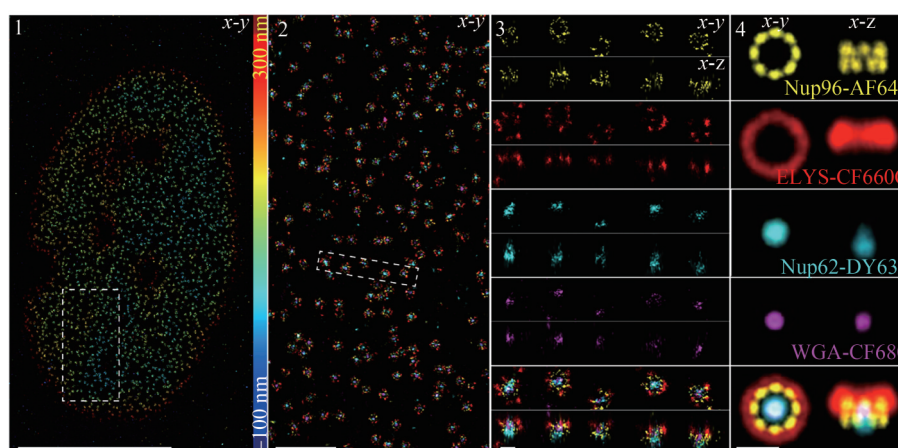 1
x-y
300 nm
-100 nm
2
x-y
3
x-y
x-z
4
x-y
x-z
Nup96-AF64
ELYS-CF660
Nup62-DY63
WGA-CF68